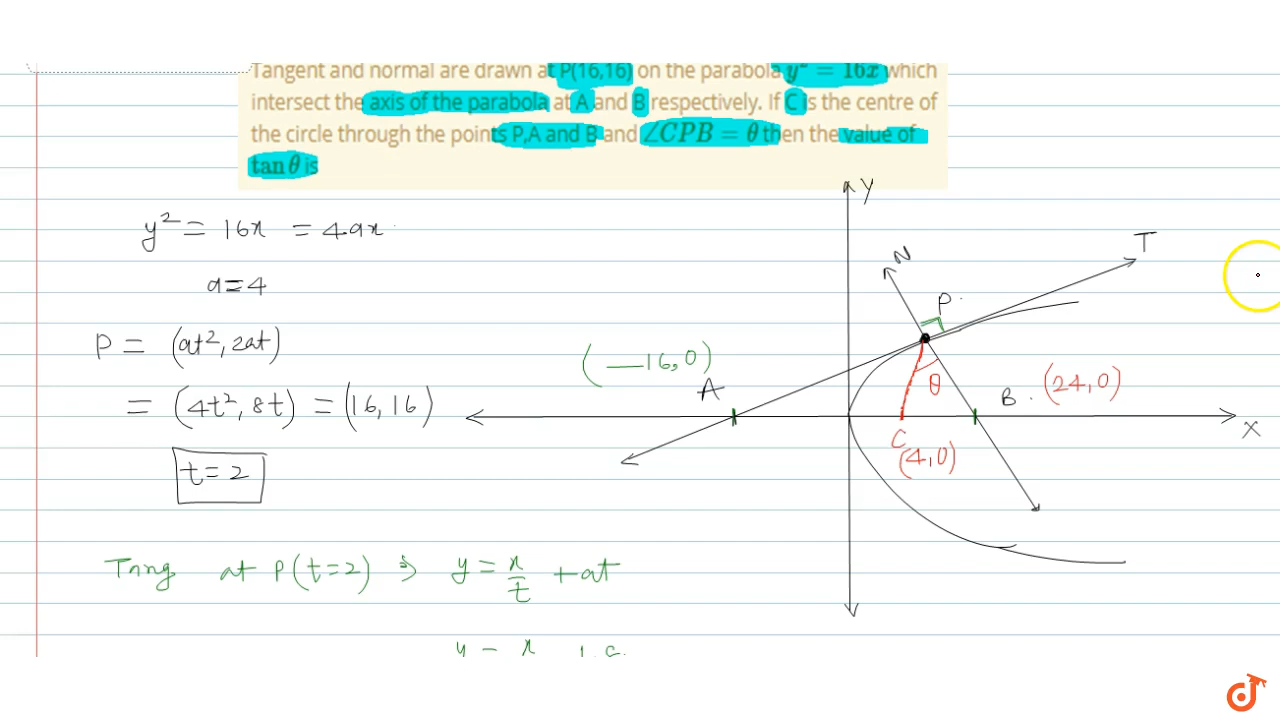 Tangent and normal are drawn at P(16,16) on the parabola y² = 16x which
intersect the axis of the parabola at A and B respectively. If C is the centre of
the circle through the points P,A and B and ∠CPB = θ then the value of
tan θ is
y² = 16x = 4ax
a = 4
P = (at², 2at)
= (4t², 8t) = (16, 16)
t = 2
Tang at P(t=2) ⇒ y = x/t + at
y = x
Y
N
T
P
(-16,0)
A
θ
B
(24,0)
C
(4,0)
X
D